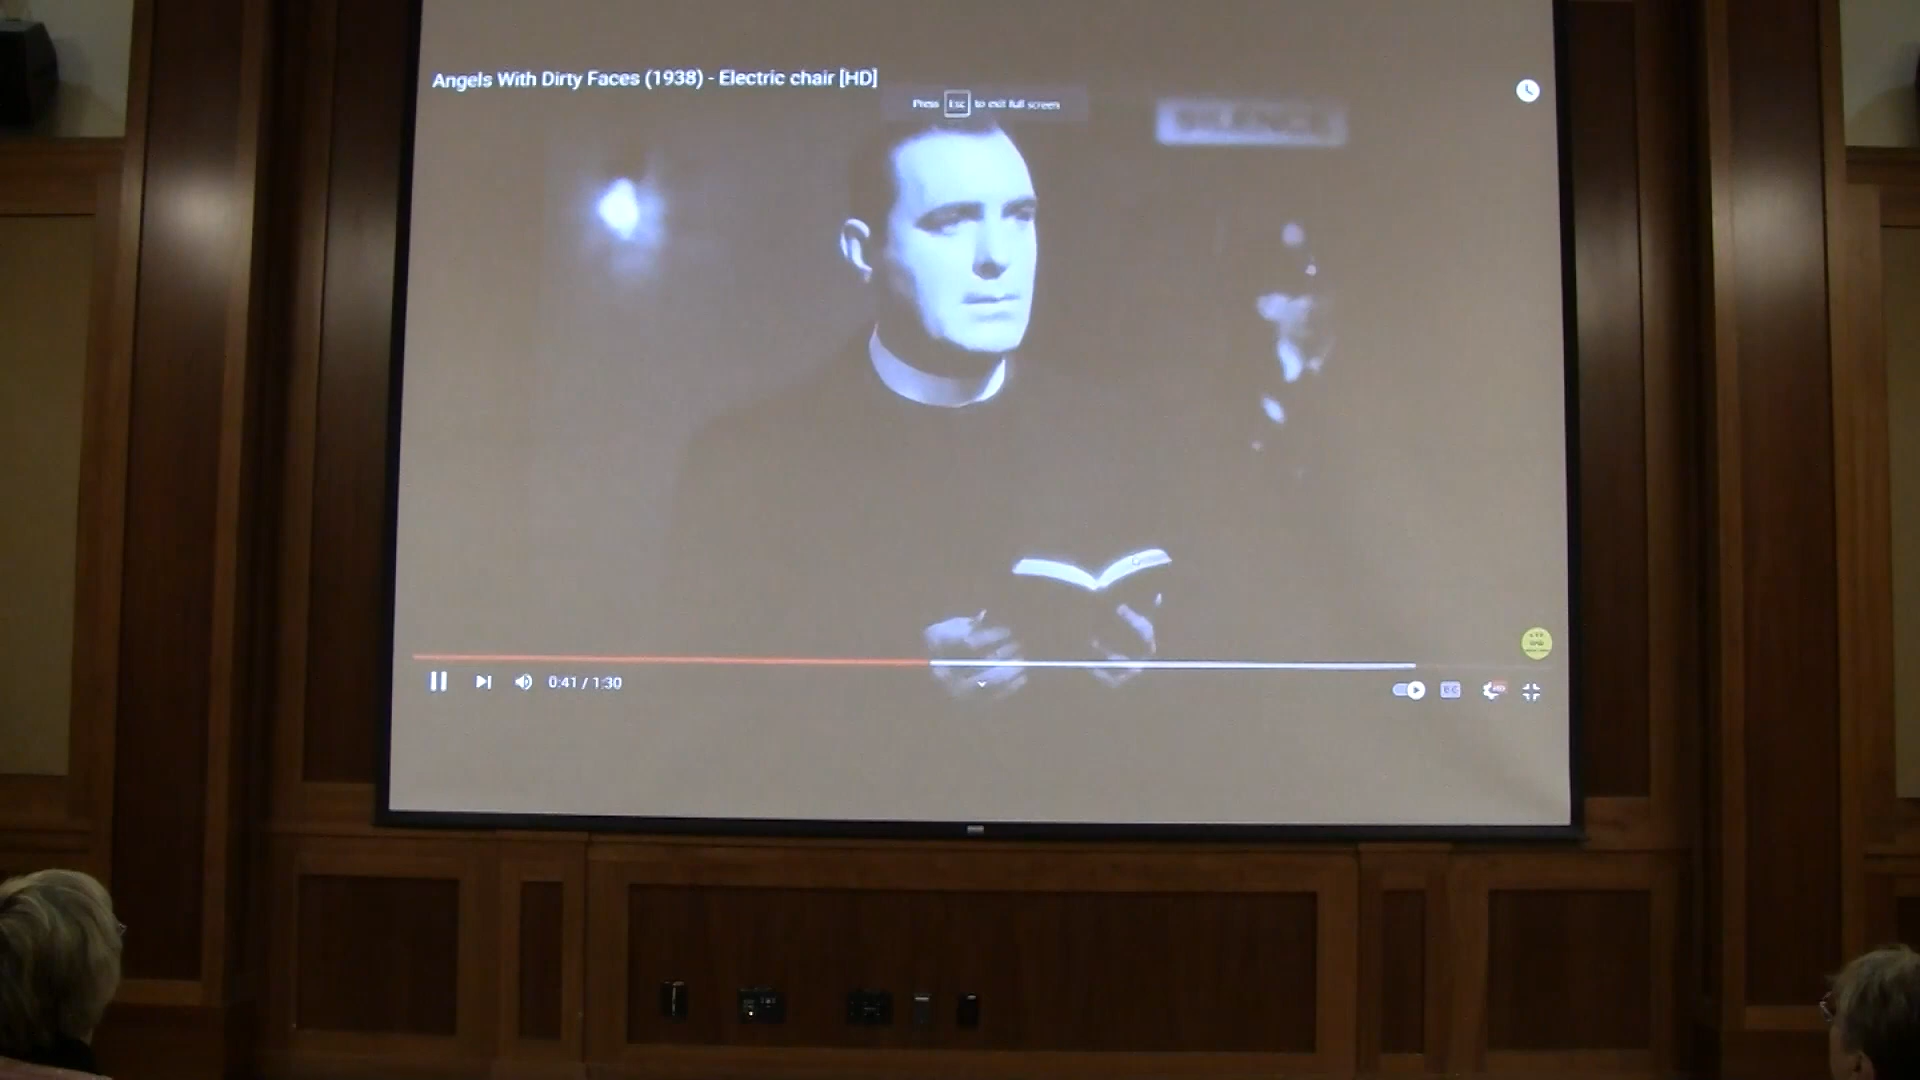 Angels With Dirty Faces (1938) - Electric chair [HD]
Press Esc to exit full screen
0:41 / 1:30